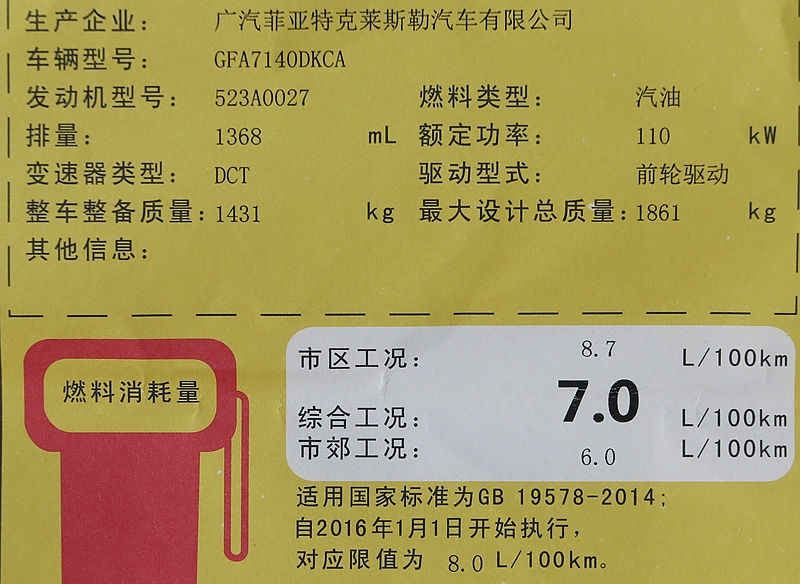 生产企业： 广汽菲亚特克莱斯勒汽车有限公司
车辆型号： GFA7140DKCA
发动机型号： 523A0027 燃料类型： 汽油
排量： 1368 mL 额定功率： 110 kW
变速器类型： DCT 驱动型式： 前轮驱动
整车整备质量： 1431 kg 最大设计总质量： 1861 kg
其他信息：
燃料消耗量
市区工况： 8.7 L/100km
综合工况： 7.0 L/100km
市郊工况： 6.0 L/100km
适用国家标准为GB 19578-2014;
自2016年1月1日开始执行，
对应限值为 8.0 L/100km。